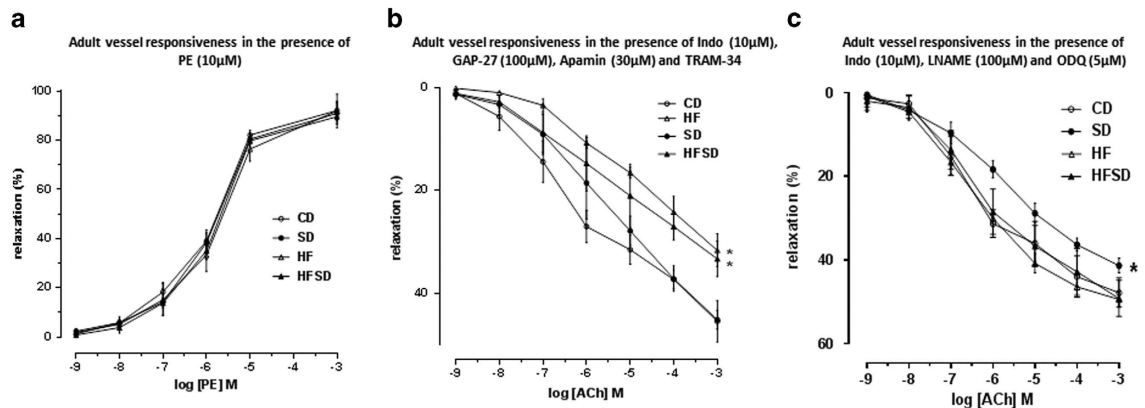 a
Adult vessel responsiveness in the presence of
PE (10μM)
100
80
60
40
20
0
relaxation (%)
CD
SD
HF
HFSD
-9 -8 -7 -6 -5 -4 -3
log [PE] M
b
Adult vessel responsiveness in the presence of Indo (10μM),
GAP-27 (100μM), Apamin (30μM) and TRAM-34
0
20
40
relaxation (%)
CD
HF
SD
HFSD
*
*
-9 -8 -7 -6 -5 -4 -3
log [ACh] M
c
Adult vessel responsiveness in the presence of
Indo (10μM), LNAME (100μM) and ODQ (5μM)
0
20
40
60
relaxation (%)
CD
SD
HF
HFSD
*
-9 -8 -7 -6 -5 -4 -3
log [ACh] M